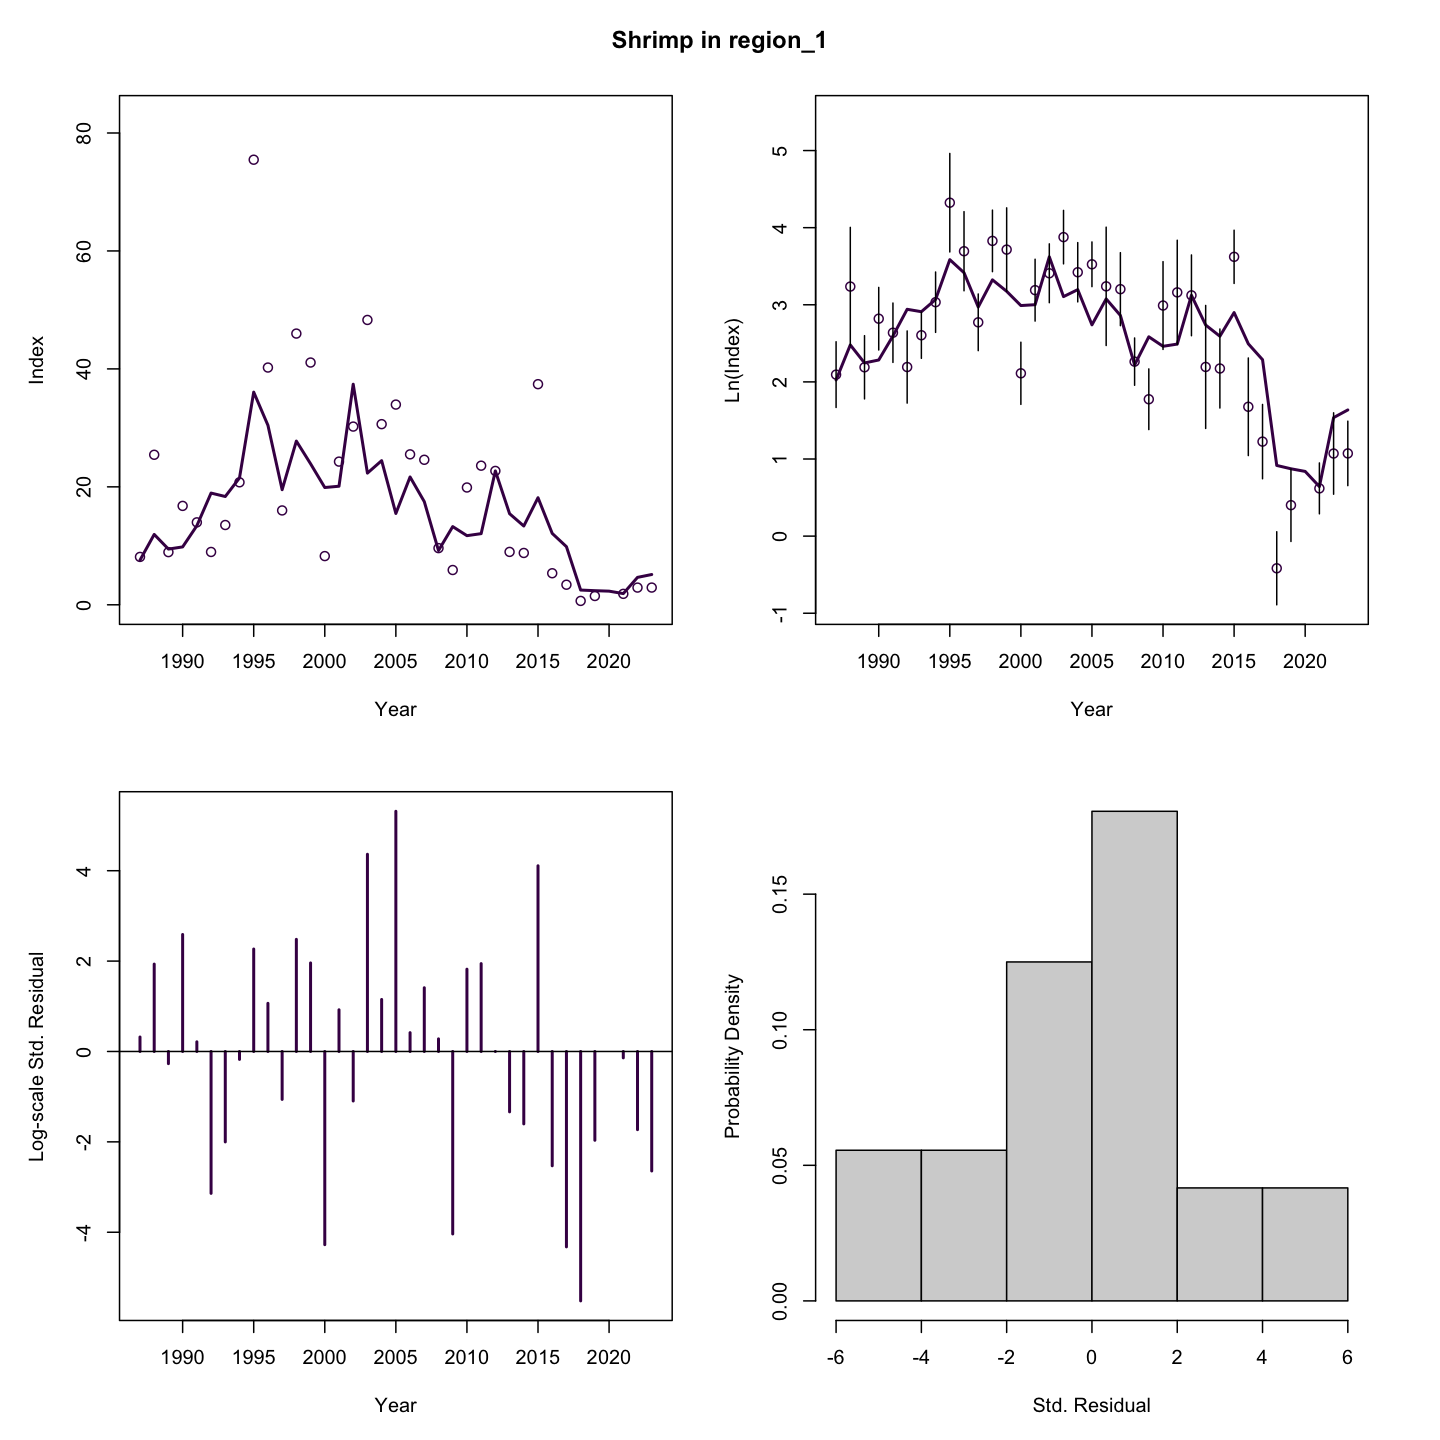 Shrimp in region_1
Index
80
60
40
20
0
1990 1995 2000 2005 2010 2015 2020
Year
Ln(Index)
5
4
3
2
1
0
-1
1990 1995 2000 2005 2010 2015 2020
Year
Log-scale Std. Residual
4
2
0
-2
-4
1990 1995 2000 2005 2010 2015 2020
Year
Probability Density
0.15
0.10
0.05
0.00
-6 -4 -2 0 2 4 6
Std. Residual